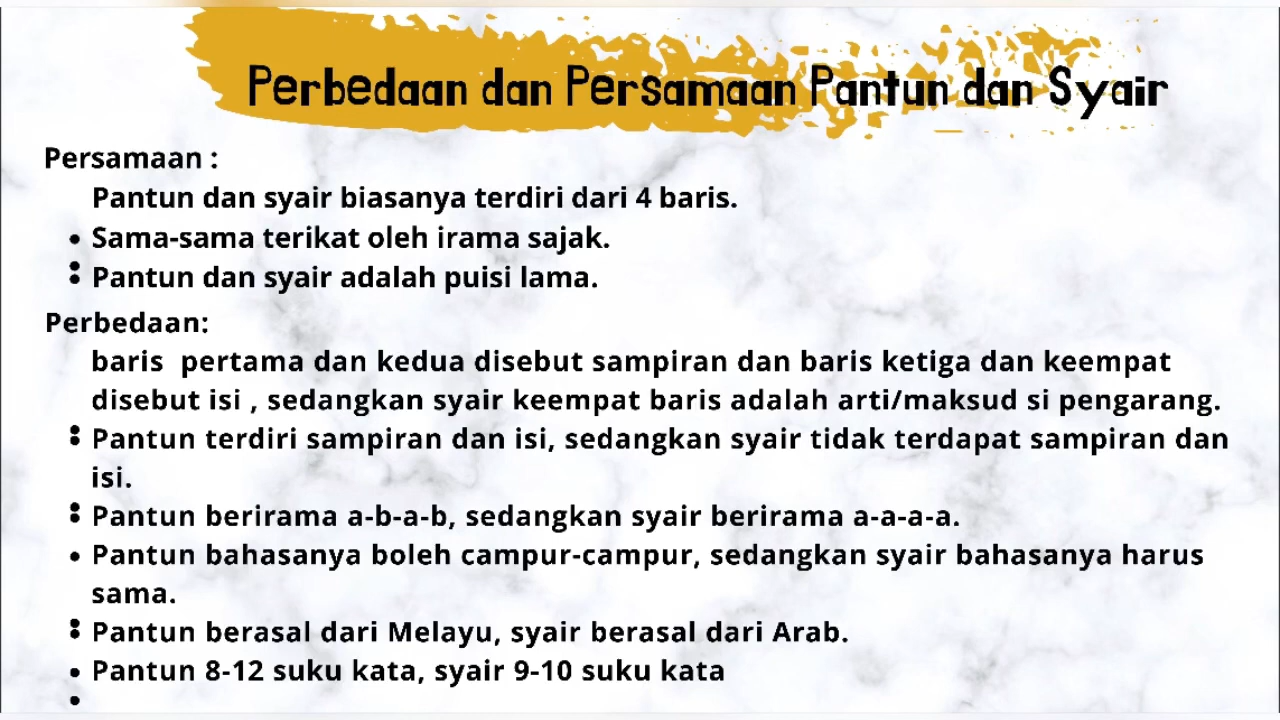 Perbedaan dan Persamaan Pantun dan Syair
Persamaan :
Pantun dan syair biasanya terdiri dari 4 baris.
• Sama-sama terikat oleh irama sajak.
• Pantun dan syair adalah puisi lama.
Perbedaan:
baris pertama dan kedua disebut sampiran dan baris ketiga dan keempat
disebut isi , sedangkan syair keempat baris adalah arti/maksud si pengarang.
• Pantun terdiri sampiran dan isi, sedangkan syair tidak terdapat sampiran dan
isi.
• Pantun berirama a-b-a-b, sedangkan syair berirama a-a-a-a.
• Pantun bahasanya boleh campur-campur, sedangkan syair bahasanya harus
sama.
• Pantun berasal dari Melayu, syair berasal dari Arab.
• Pantun 8-12 suku kata, syair 9-10 suku kata